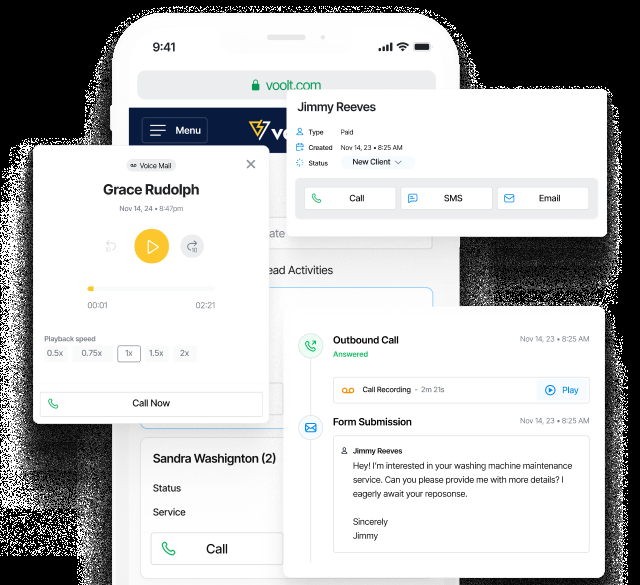 9:41
voolt.com
Menu
Jimmy Reeves
Type Paid
Created Nov 14, 23 • 8:25 AM
Status New Client
Call SMS Email
Voice Mail
Grace Rudolph
Nov 14, 24 • 8:47pm
00:01 02:21
Playback speed
0.5x 0.75x 1x 1.5x 2x
Call Now
ate
ead Activities
Outbound Call Nov 14, 23 • 8:25 AM
Answered
Call Recording - 2m 21s Play
Form Submission Nov 14, 23 • 8:25 AM
Jimmy Reeves
Hey! I'm interested in your washing machine maintenance
service. Can you please provide me with more details? I
eagerly await your reposonse.
Sincerely
Jimmy
Sandra Washignton (2)
Status
Service
Call